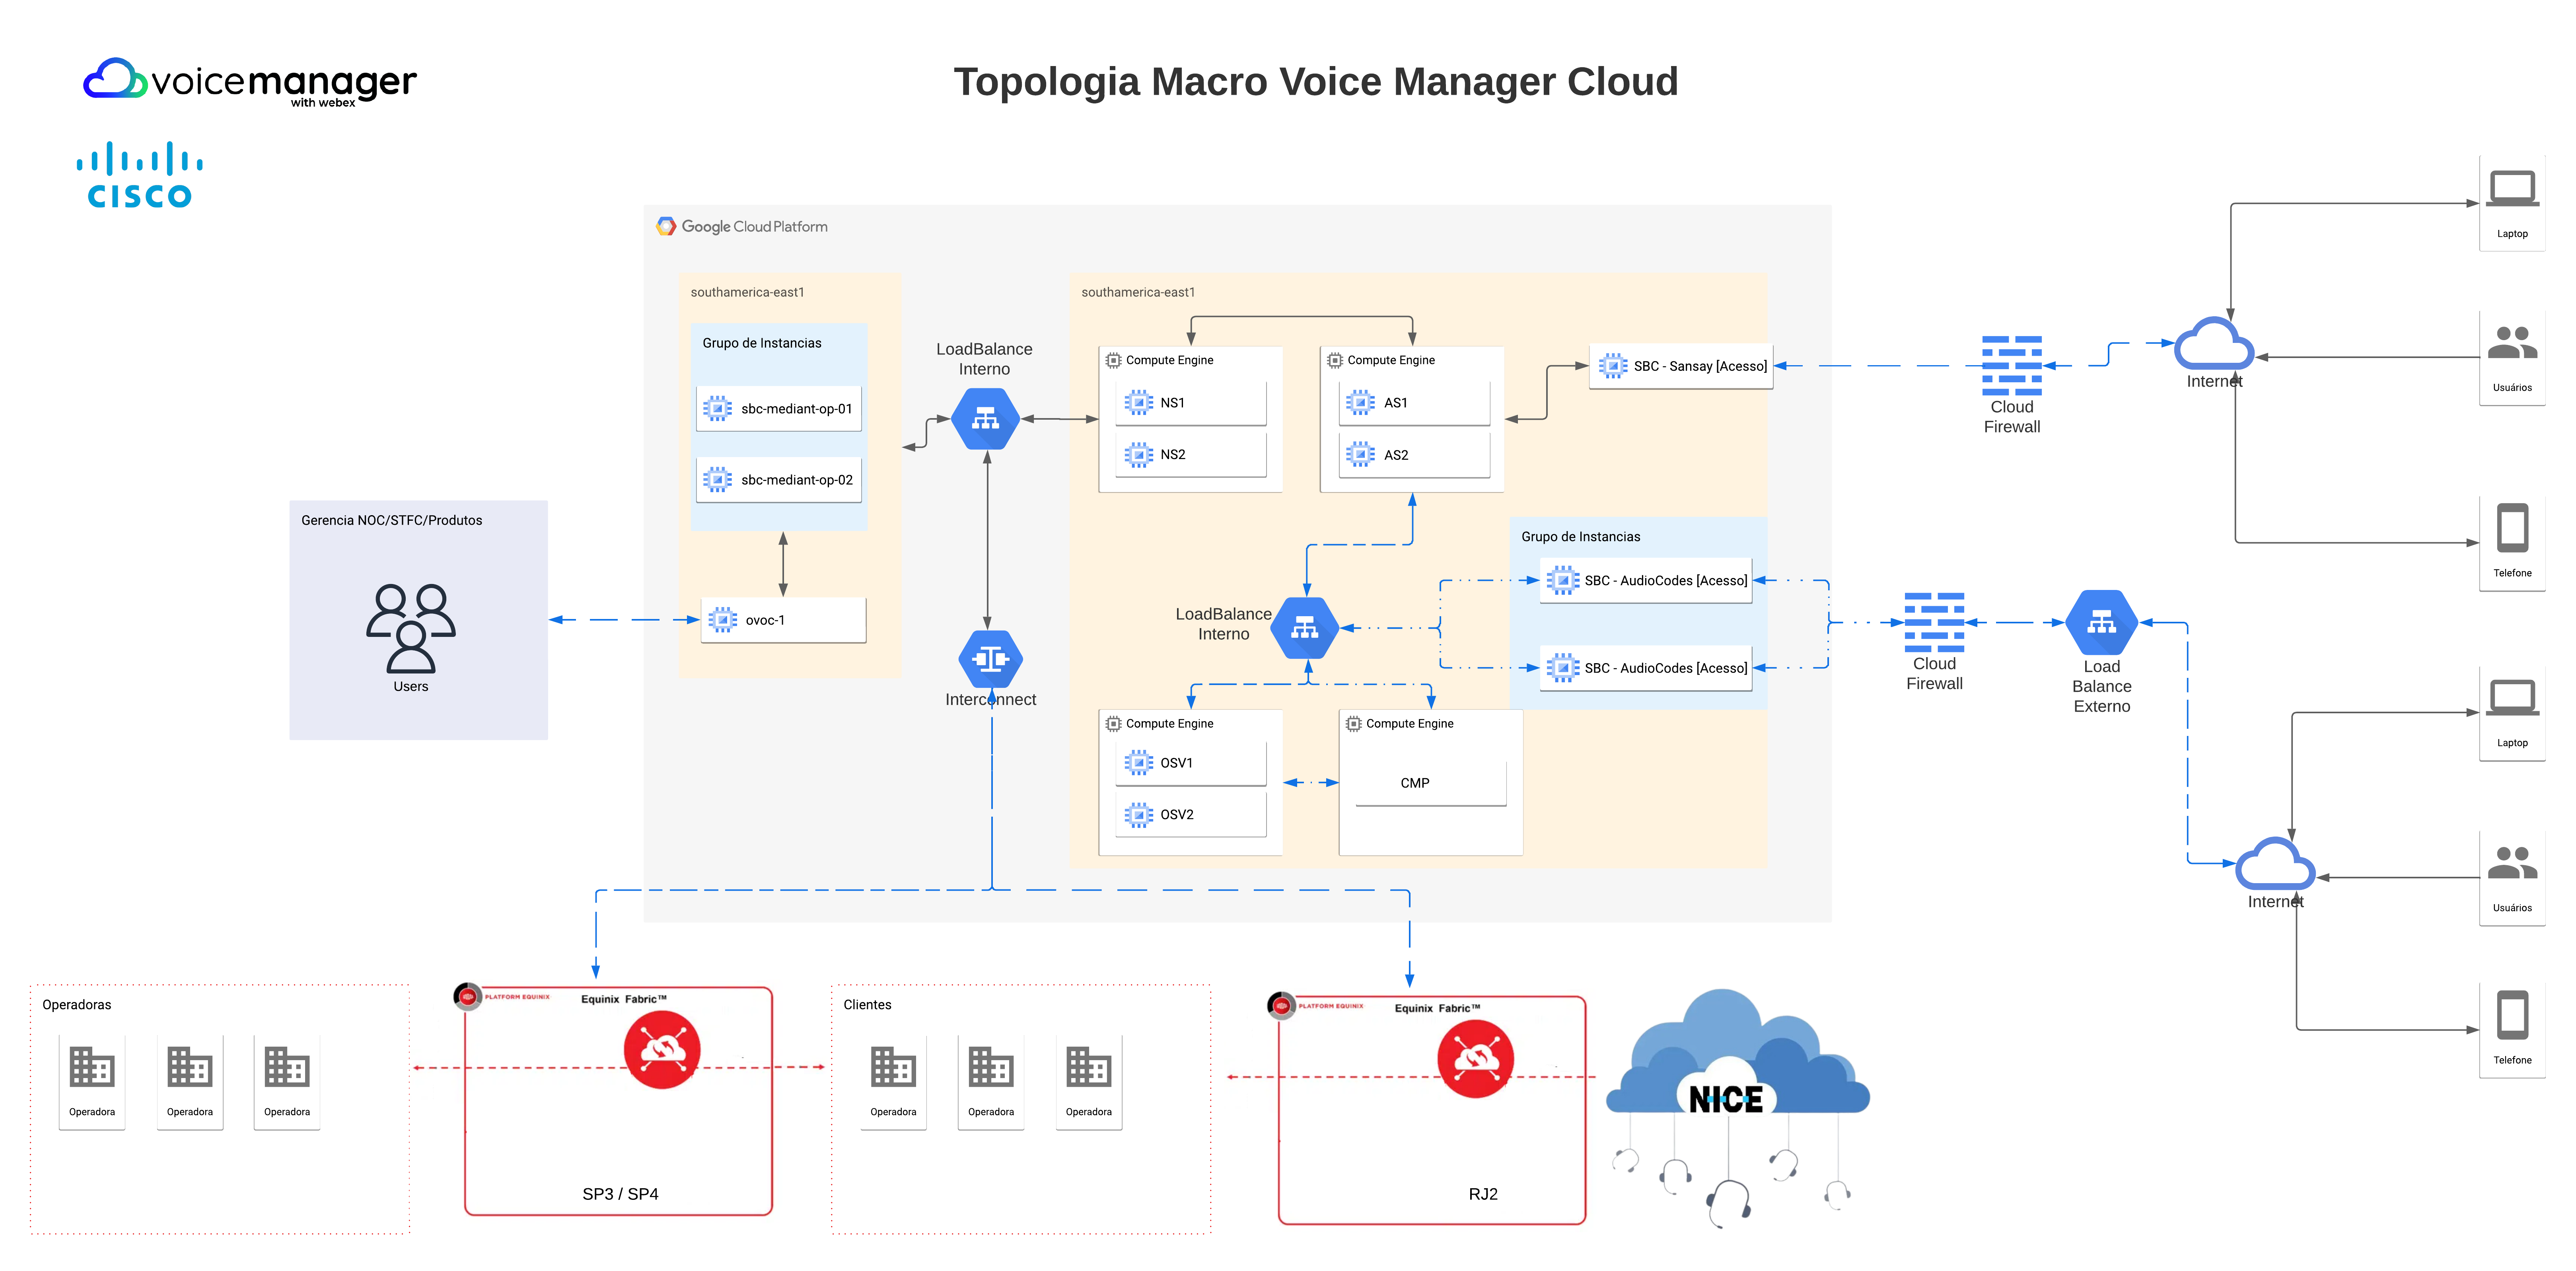 voicemanager
with webex
CISCO
Topologia Macro Voice Manager Cloud
Google Cloud Platform
southamerica-east1
Grupo de Instancias
sbc-mediant-op-01
sbc-mediant-op-02
ovoc-1
Gerencia NOC/STFC/Produtos
Users
LoadBalance
Interno
Interconnect
southamerica-east1
Compute Engine
NS1
NS2
Compute Engine
AS1
AS2
SBC - Sansay [Acesso]
Grupo de Instancias
SBC - AudioCodes [Acesso]
SBC - AudioCodes [Acesso]
LoadBalance
Interno
Compute Engine
OSV1
OSV2
Compute Engine
CMP
Cloud
Firewall
Internet
Laptop
Usuários
Telefone
Cloud
Firewall
Load
Balance
Externo
Internet
Laptop
Usuários
Telefone
Operadoras
Operadora
Operadora
Operadora
PLATFORM EQUINIX
Equinix Fabric™
SP3 / SP4
Clientes
Operadora
Operadora
Operadora
PLATFORM EQUINIX
Equinix Fabric™
RJ2
NICE